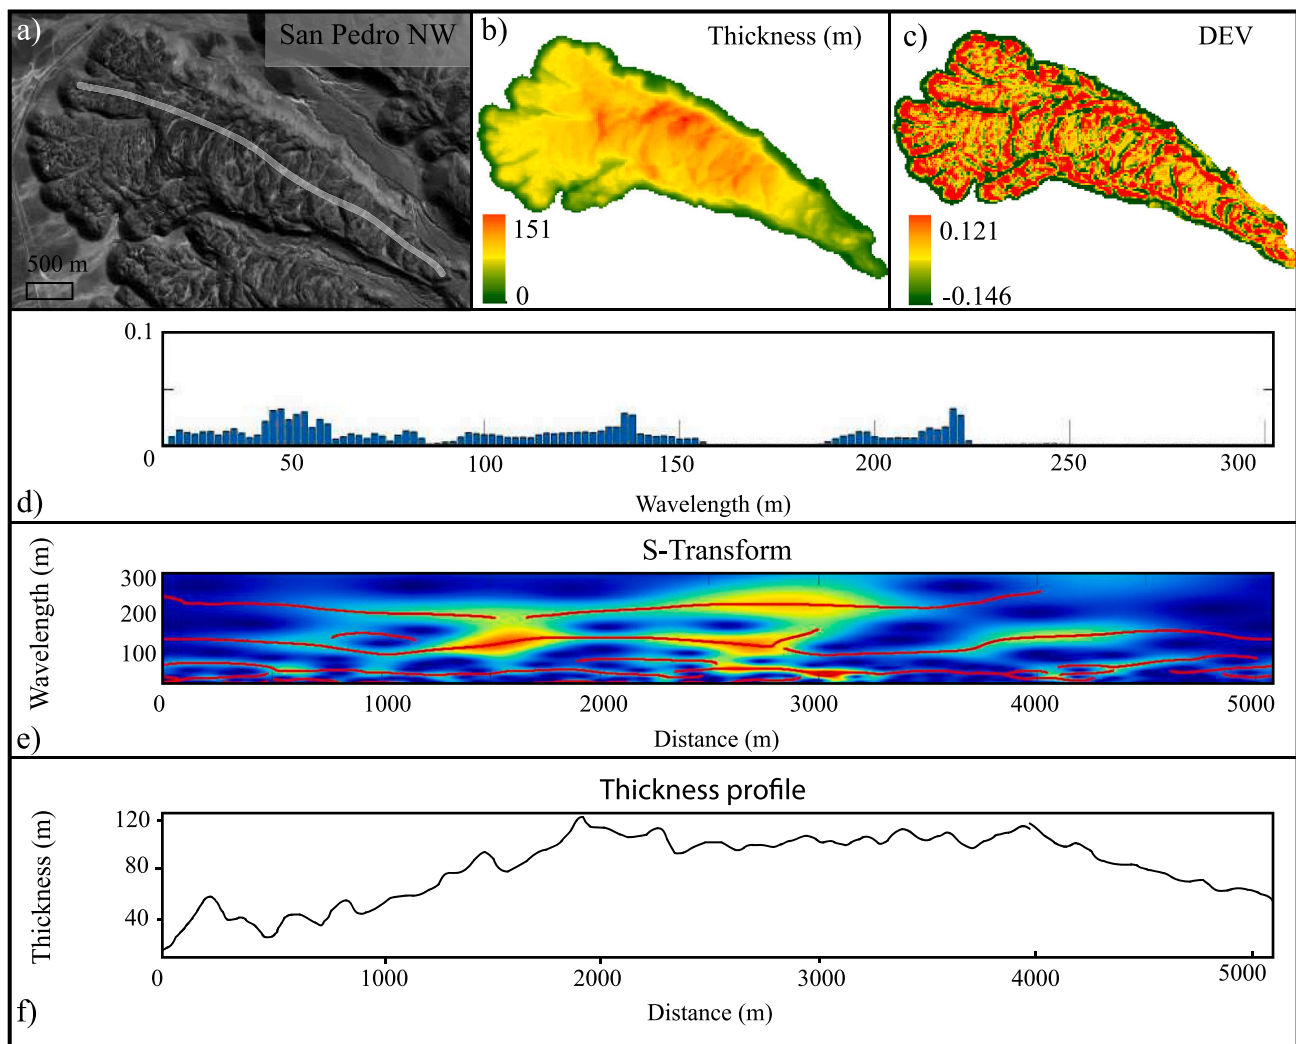 a)
San Pedro NW
500 m
b)
Thickness (m)
151
0
c)
DEV
0.121
-0.146
0.1
0
50
100
150
200
250
300
d)
Wavelength (m)
S-Transform
Wavelength (m)
300
200
100
0
1000
2000
3000
4000
5000
e)
Distance (m)
Thickness profile
Thickness (m)
120
80
40
0
1000
2000
3000
4000
5000
f)
Distance (m)